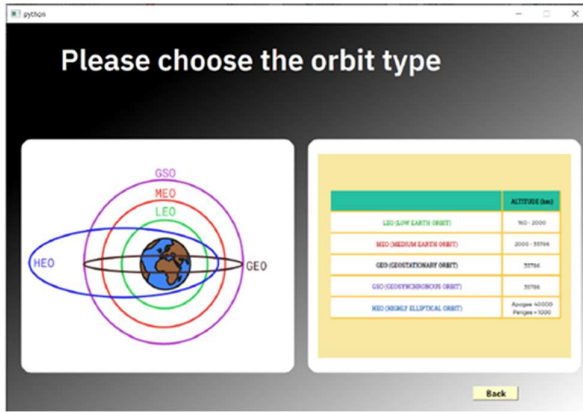 python
Please choose the orbit type
GSO
MEO
LEO
HEO
GEO
ALTITUDE (km)
LEO (LOW EARTH ORBIT) 160 - 2000
MEO (MEDIUM EARTH ORBIT) 2000 - 35786
GEO (GEOSTATIONARY ORBIT) 35786
GSO (GEOSYNCHRONOUS ORBIT) 35786
HEO (HIGHLY ELLIPTICAL ORBIT) Apogee: 40000
Perigee: < 1000
Back